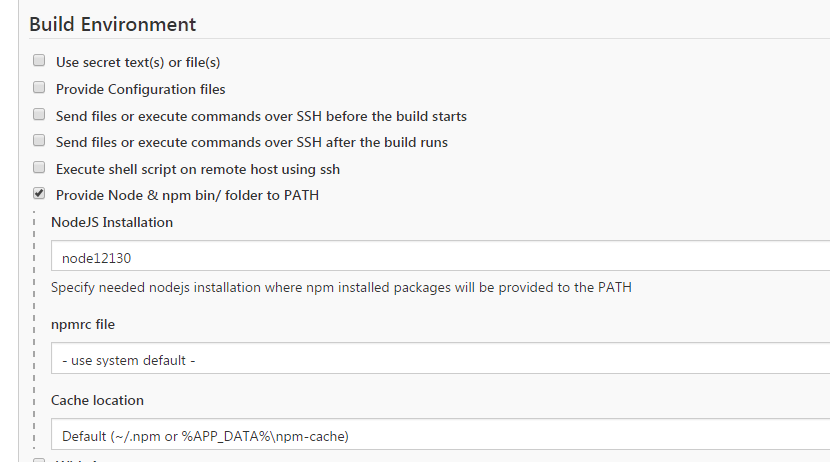 Build Environment
Use secret text(s) or file(s)
Provide Configuration files
Send files or execute commands over SSH before the build starts
Send files or execute commands over SSH after the build runs
Execute shell script on remote host using ssh
Provide Node & npm bin/ folder to PATH
NodeJS Installation
node12130
Specify needed nodejs installation where npm installed packages will be provided to the PATH
npmrc file
- use system default -
Cache location
Default (~/.npm or %APP_DATA%\npm-cache)